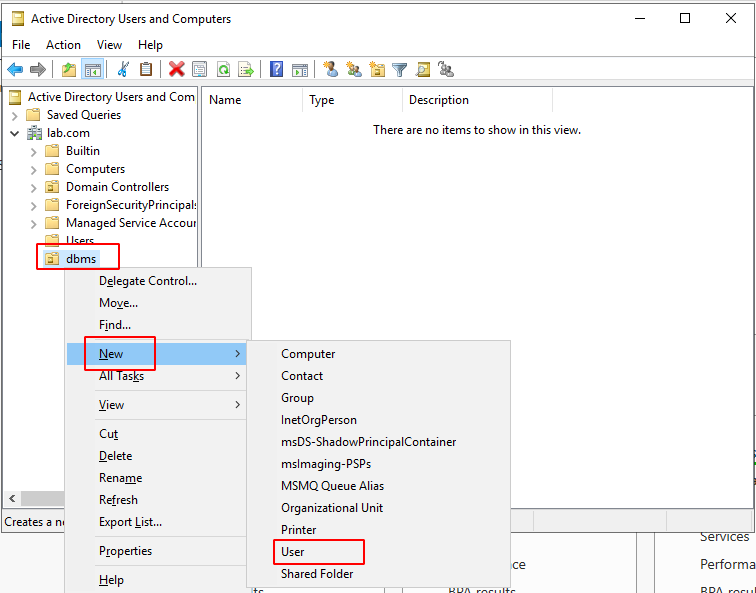 Active Directory Users and Computers
File Action View Help
Active Directory Users and Com
Name Type Description
Saved Queries
There are no items to show in this view.
lab.com
Builtin
Computers
Domain Controllers
ForeignSecurityPrincipals
Managed Service Accour
Users
dbms
Delegate Control...
Move...
Find...
New
All Tasks
View
Cut
Delete
Rename
Refresh
Export List...
Properties
Help
Computer
Contact
Group
InetOrgPerson
msDS-ShadowPrincipalContainer
msImaging-PSPs
MSMQ Queue Alias
Organizational Unit
Printer
User
Shared Folder
Creates a ne
Services
Performa
BPA results